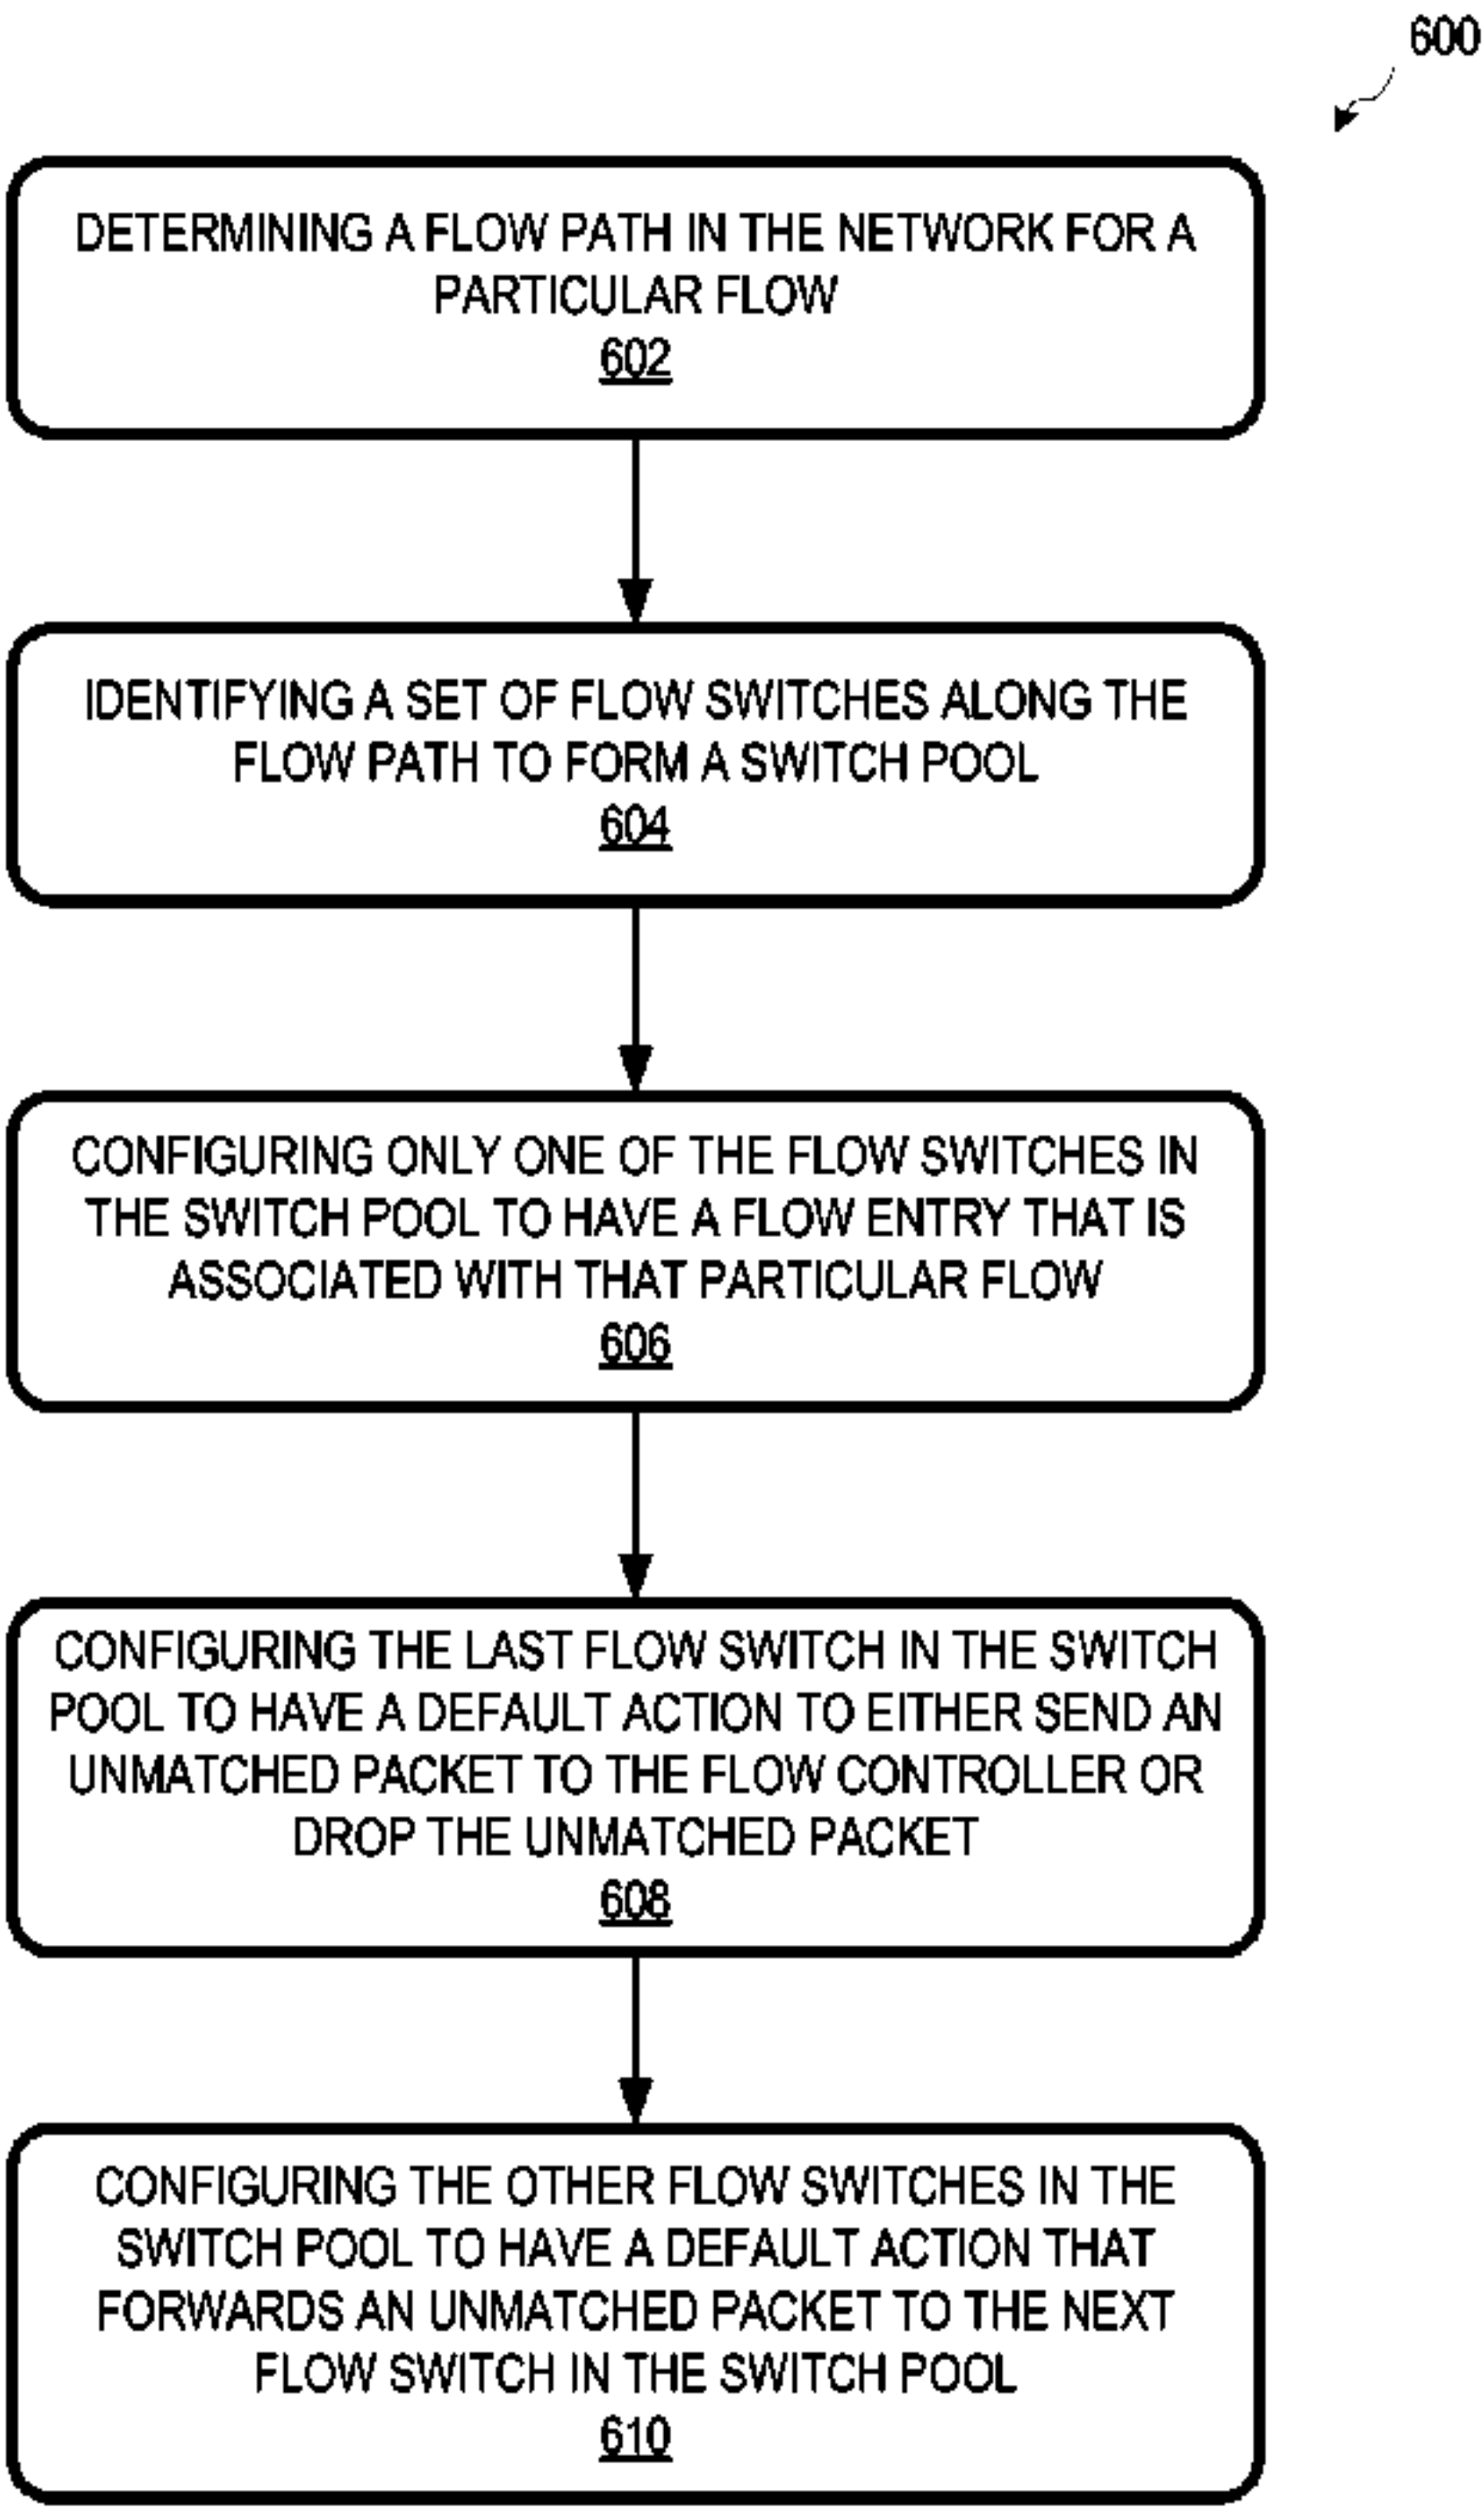 600
DETERMINING A FLOW PATH IN THE NETWORK FOR A
PARTICULAR FLOW
602
IDENTIFYING A SET OF FLOW SWITCHES ALONG THE
FLOW PATH TO FORM A SWITCH POOL
604
CONFIGURING ONLY ONE OF THE FLOW SWITCHES IN
THE SWITCH POOL TO HAVE A FLOW ENTRY THAT IS
ASSOCIATED WITH THAT PARTICULAR FLOW
606
CONFIGURING THE LAST FLOW SWITCH IN THE SWITCH
POOL TO HAVE A DEFAULT ACTION TO EITHER SEND AN
UNMATCHED PACKET TO THE FLOW CONTROLLER OR
DROP THE UNMATCHED PACKET
608
CONFIGURING THE OTHER FLOW SWITCHES IN THE
SWITCH POOL TO HAVE A DEFAULT ACTION THAT
FORWARDS AN UNMATCHED PACKET TO THE NEXT
FLOW SWITCH IN THE SWITCH POOL
610